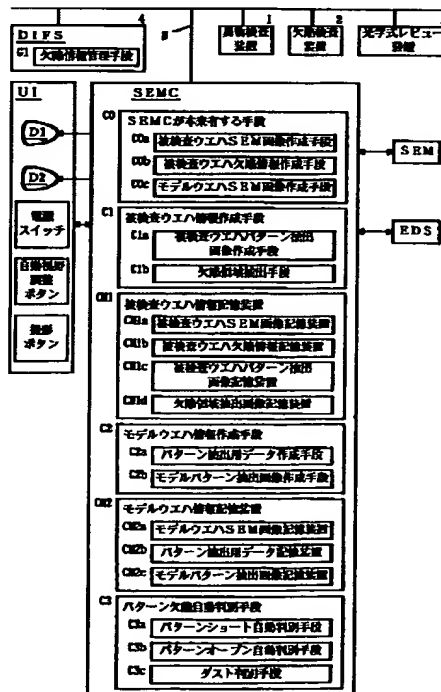 4
DIFS
G1 欠陥情報管理手段
N
1
異物検査
装置
2
欠陥検査
装置
光学式レビュー
装置
UI
D1
D2
電源
スイッチ
自動視野
調整
ボタン
撮影
ボタン
SEMC
C0
SEMCが本来有する手段
C0a 被検査ウエハSEM画像作成手段
C0b 被検査ウエハ欠陥情報作成手段
C0c モデルウエハSEM画像作成手段
C1
被検査ウエハ情報作成手段
C1a 被検査ウエハパターン抽出
画像作成手段
C1b 欠陥領域抽出手段
CM1
被検査ウエハ情報記憶装置
CM1a 被検査ウエハSEM画像記憶装置
CM1b 被検査ウエハ欠陥情報記憶装置
CM1c 被検査ウエハパターン抽出
画像記憶装置
CM1d 欠陥領域抽出画像記憶装置
C2
モデルウエハ情報作成手段
C2a パターン抽出用データ作成手段
C2b モデルパターン抽出画像作成手段
CM2
モデルウエハ情報記憶装置
CM2a モデルウエハSEM画像記憶装置
CM2b パターン抽出用データ記憶装置
CM2c モデルパターン抽出画像記憶装置
C3
パターン欠陥自動判別手段
C3a パターンショート自動判別手段
C3b パターンオープン自動判別手段
C3c ダスト判別手段
SEM
EDS